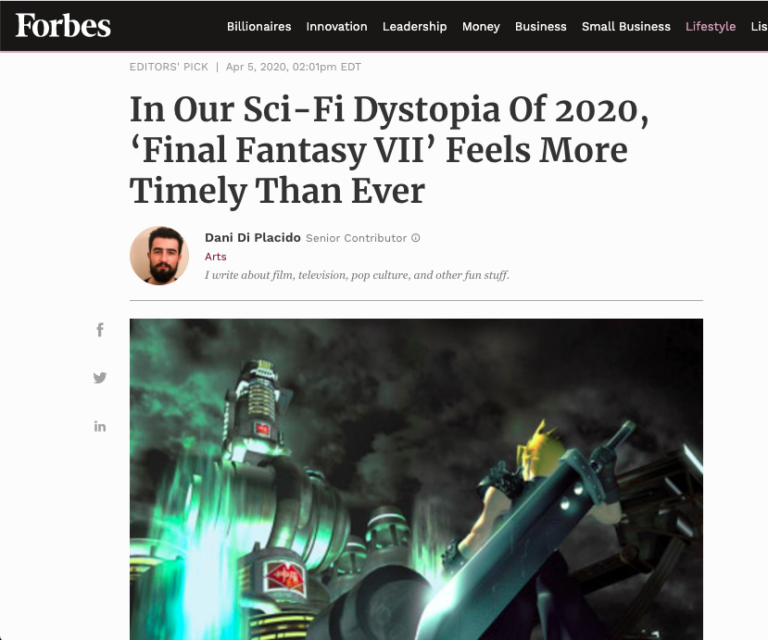 Forbes
Billionaires Innovation Leadership Money Business Small Business Lifestyle Lis
EDITORS' PICK | Apr 5, 2020, 02:01pm EDT
In Our Sci-Fi Dystopia Of 2020,
‘Final Fantasy VII’ Feels More
Timely Than Ever
Dani Di Placido Senior Contributor
Arts
I write about film, television, pop culture, and other fun stuff.